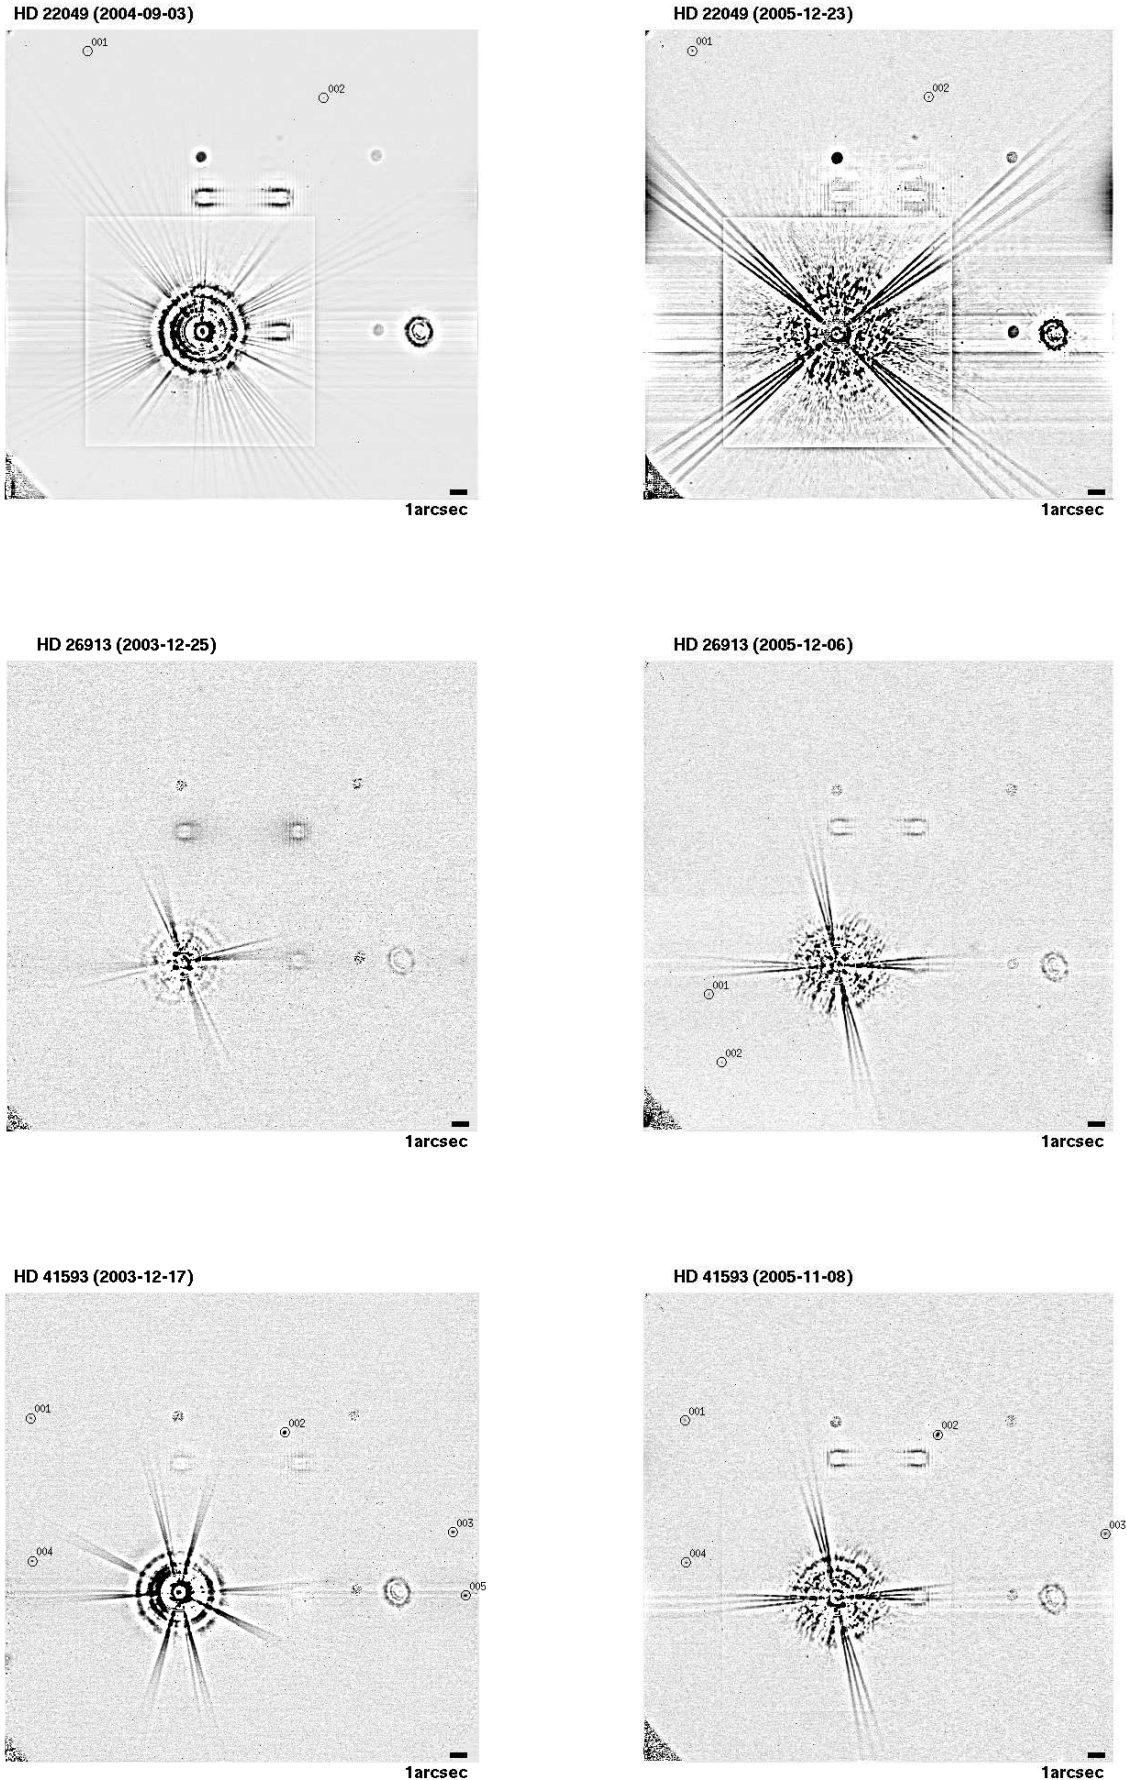 HD 22049 (2004-09-03)
HD 22049 (2005-12-23)
001
002
001
002
1arcsec
1arcsec
HD 26913 (2003-12-25)
HD 26913 (2005-12-06)
001
002
1arcsec
1arcsec
HD 41593 (2003-12-17)
HD 41593 (2005-11-08)
001
002
003
004
005
001
002
003
004
1arcsec
1arcsec